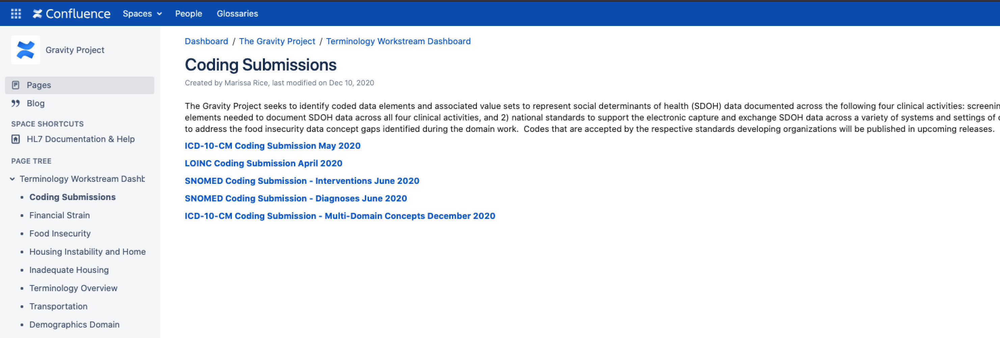 Confluence Spaces People Glossaries
Gravity Project
Pages
Blog
SPACE SHORTCUTS
HL7 Documentation & Help
PAGE TREE
Terminology Workstream Dashb
Coding Submissions
Financial Strain
Food Insecurity
Housing Instability and Home
Inadequate Housing
Terminology Overview
Transportation
Demographics Domain
Dashboard / The Gravity Project / Terminology Workstream Dashboard
Coding Submissions
Created by Marissa Rice, last modified on Dec 10, 2020
The Gravity Project seeks to identify coded data elements and associated value sets to represent social determinants of health (SDOH) data documented across the following four clinical activities: screenin
elements needed to document SDOH data across all four clinical activities, and 2) national standards to support the electronic capture and exchange SDOH data across a variety of systems and settings of
to address the food insecurity data concept gaps identified during the domain work. Codes that are accepted by the respective standards developing organizations will be published in upcoming releases.
ICD-10-CM Coding Submission May 2020
LOINC Coding Submission April 2020
SNOMED Coding Submission - Interventions June 2020
SNOMED Coding Submission - Diagnoses June 2020
ICD-10-CM Coding Submission - Multi-Domain Concepts December 2020